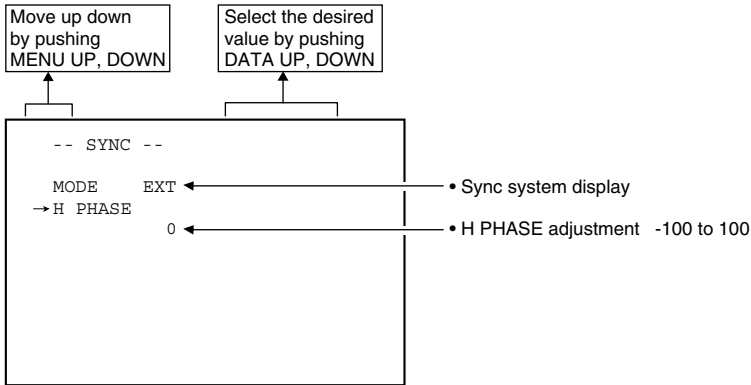 Move up down
by pushing
MENU UP, DOWN
Select the desired
value by pushing
DATA UP, DOWN
-- SYNC --
MODE EXT
→H PHASE
0
• Sync system display
• H PHASE adjustment -100 to 100